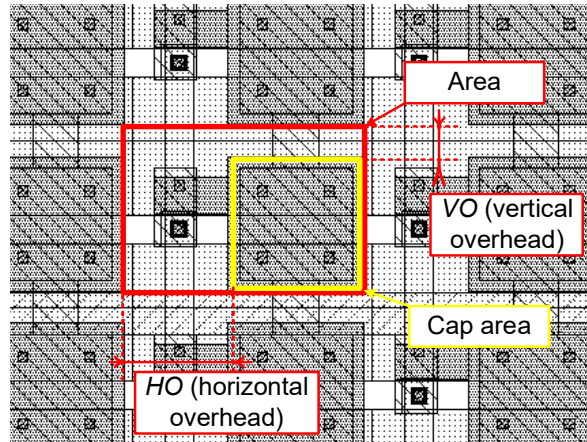 Area
VO (vertical
overhead)
Cap area
HO (horizontal
overhead)